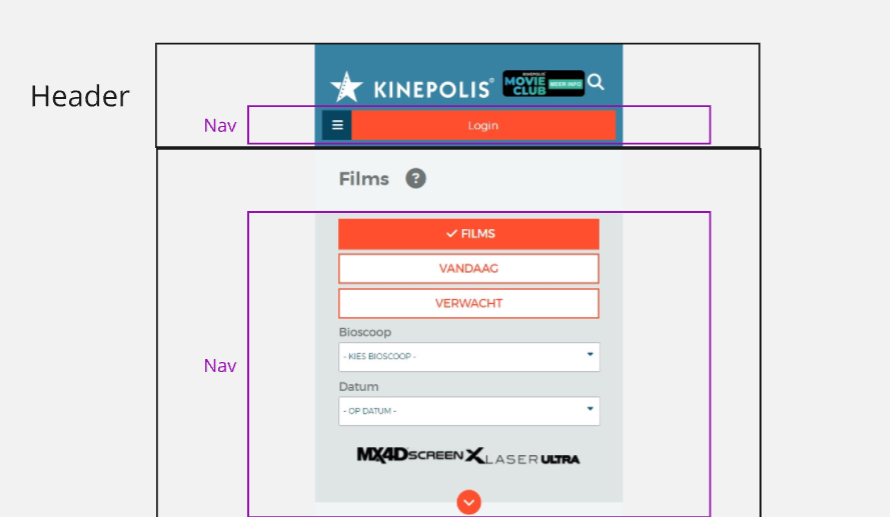 Header
KINEPOLIS®
KINEPOLIS
MOVIE CLUB
MEER INFO
Nav
Login
Films ?
FILMS
VANDAAG
VERWACHT
Bioscoop
- KIES BIOSCOOP -
Nav
Datum
- OP DATUM -
MX4D SCREEN X LASER ULTRA